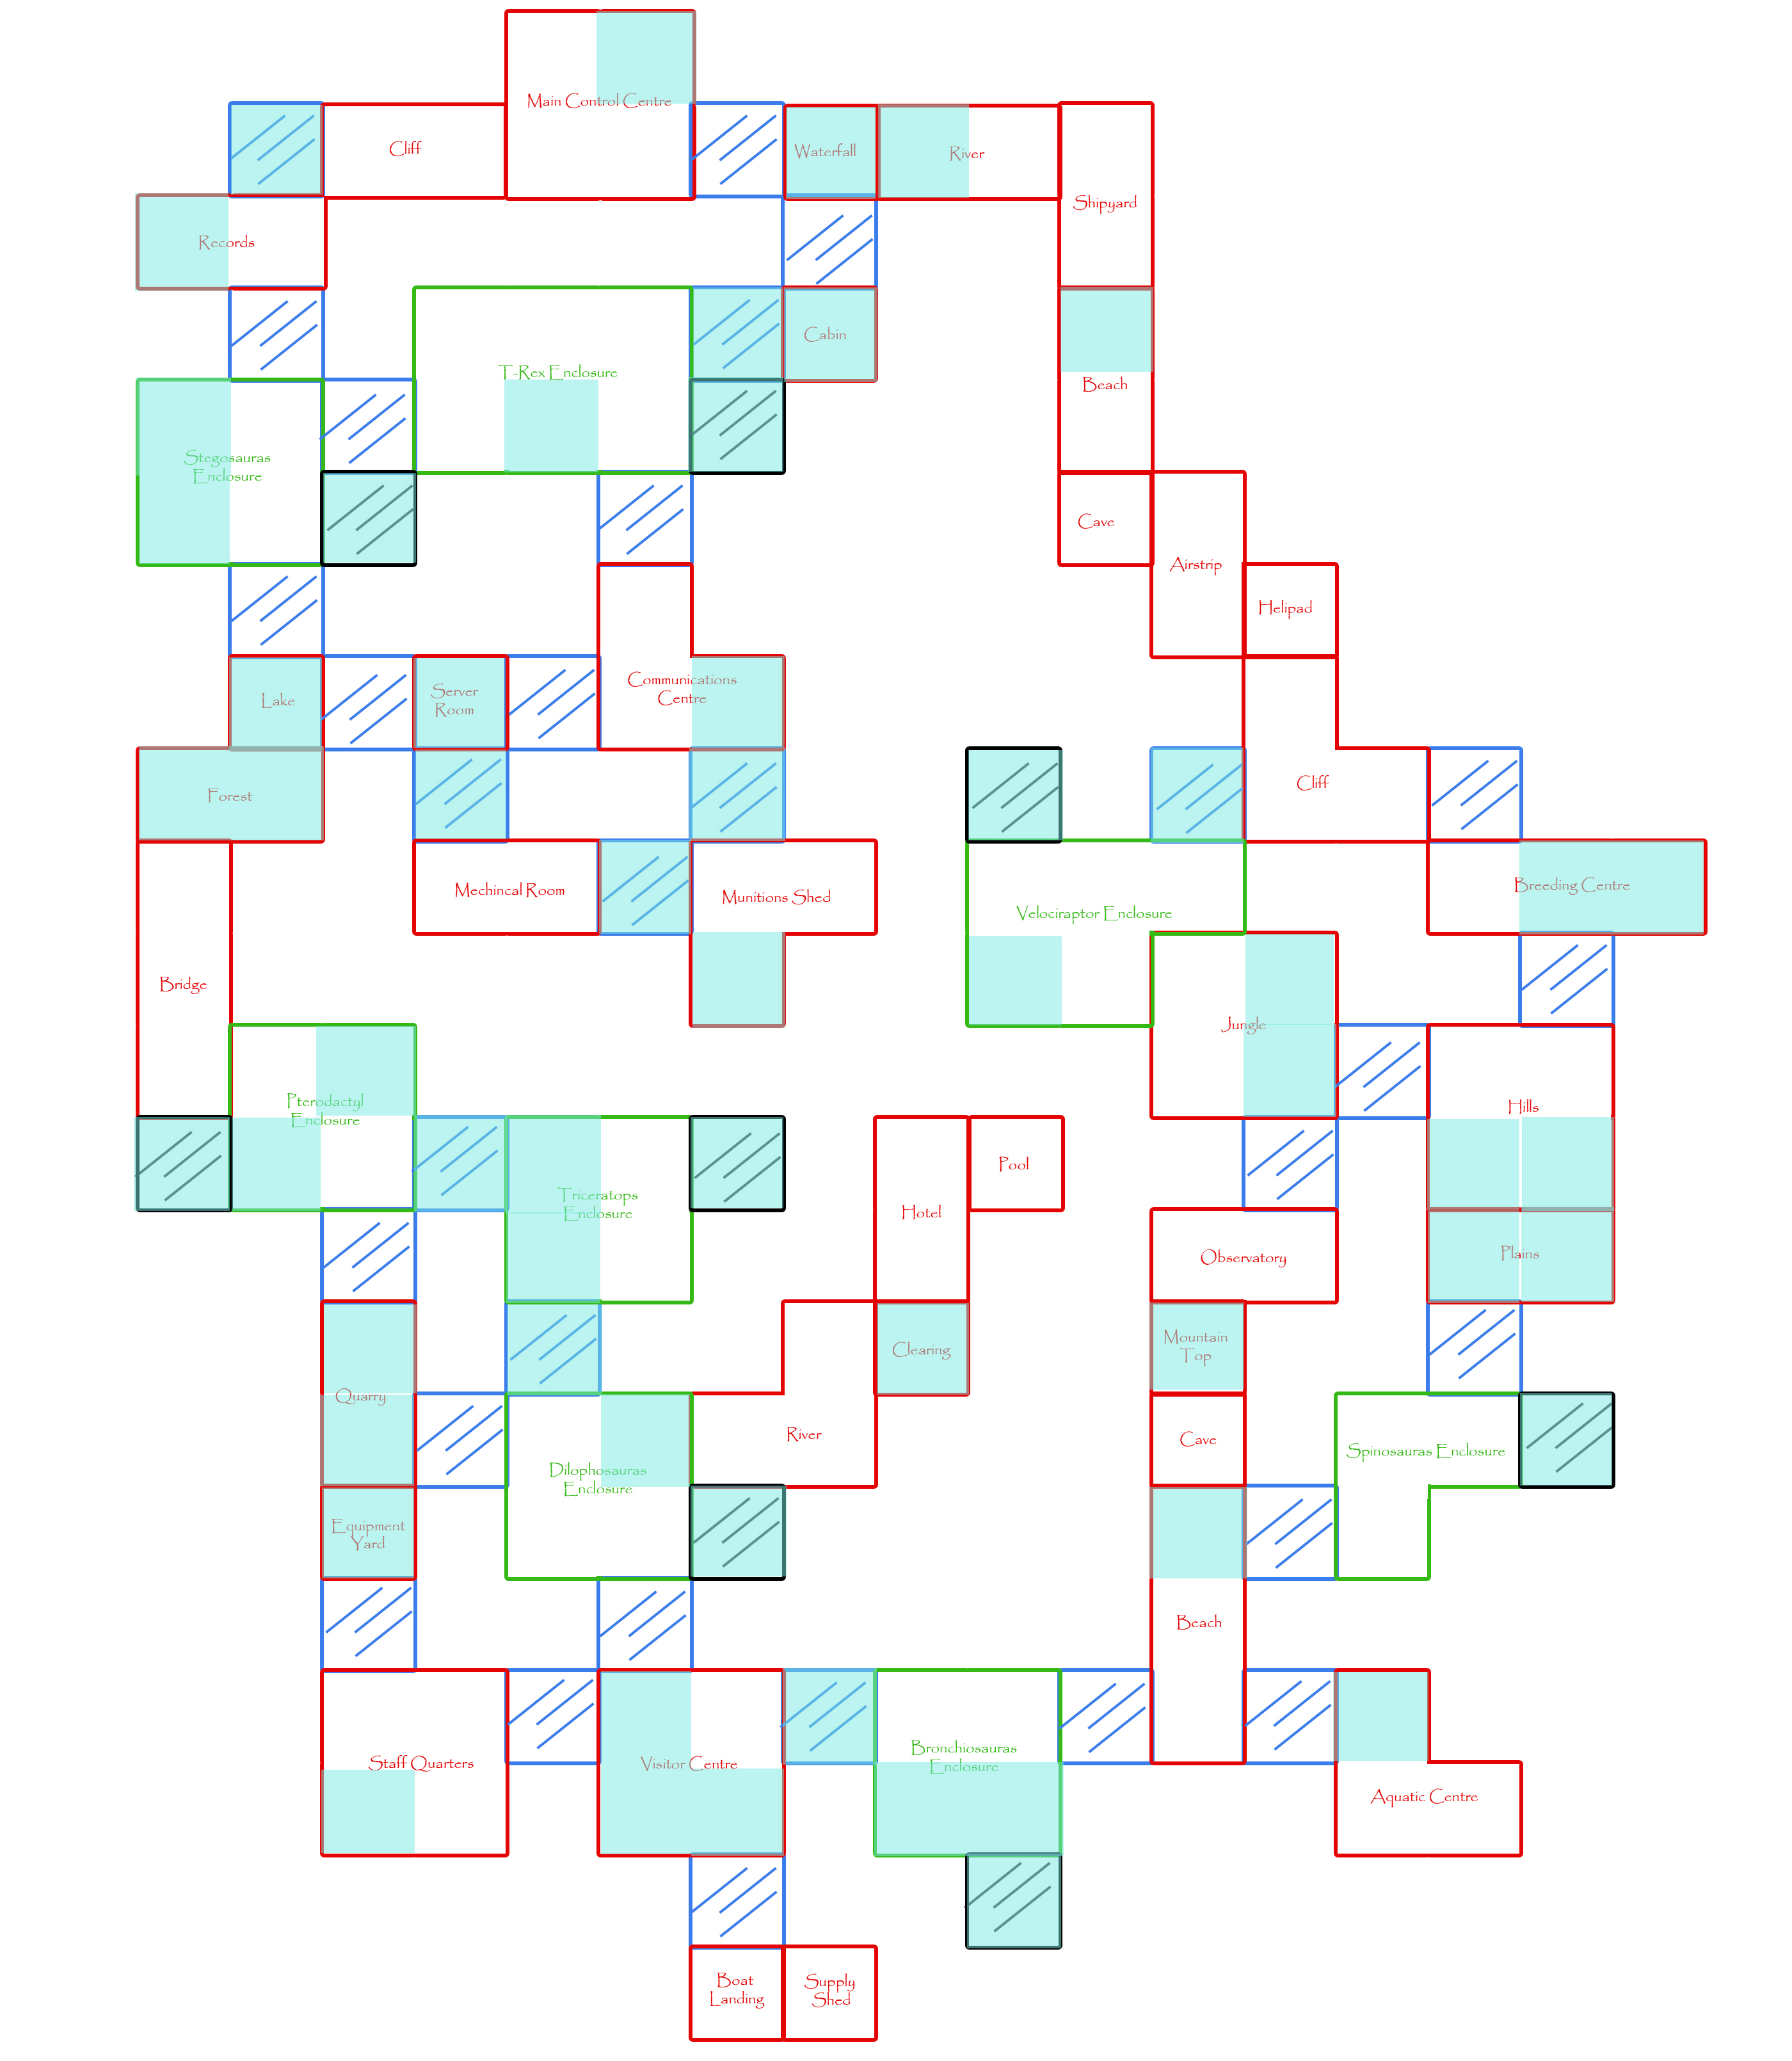 Main Control Centre
Cliff
Waterfall
River
Shipyard
Records
Cabin
T-Rex Enclosure
Beach
Stegosauras
Enclosure
Cave
Airstrip
Helipad
Communications
Centre
Server
Room
Lake
Cliff
Forest
Breeding Centre
Mechincal Room
Munitions Shed
Velociraptor Enclosure
Bridge
Jungle
Pterodactyl
Enclosure
Hills
Pool
Triceratops
Enclosure
Hotel
Observatory
Plains
Clearing
Mountain
Top
Quarry
River
Cave
Spinosauras Enclosure
Dilophosauras
Enclosure
Equipment
Yard
Beach
Staff Quarters
Visitor Centre
Bronchiosauras
Enclosure
Aquatic Centre
Boat
Landing
Supply
Shed